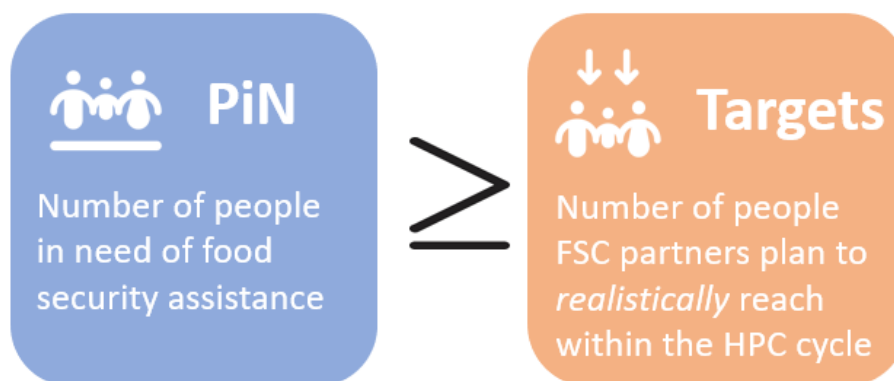 PiN
Number of people
in need of food
security assistance
≥
Targets
Number of people
FSC partners plan to
realistically reach
within the HPC cycle